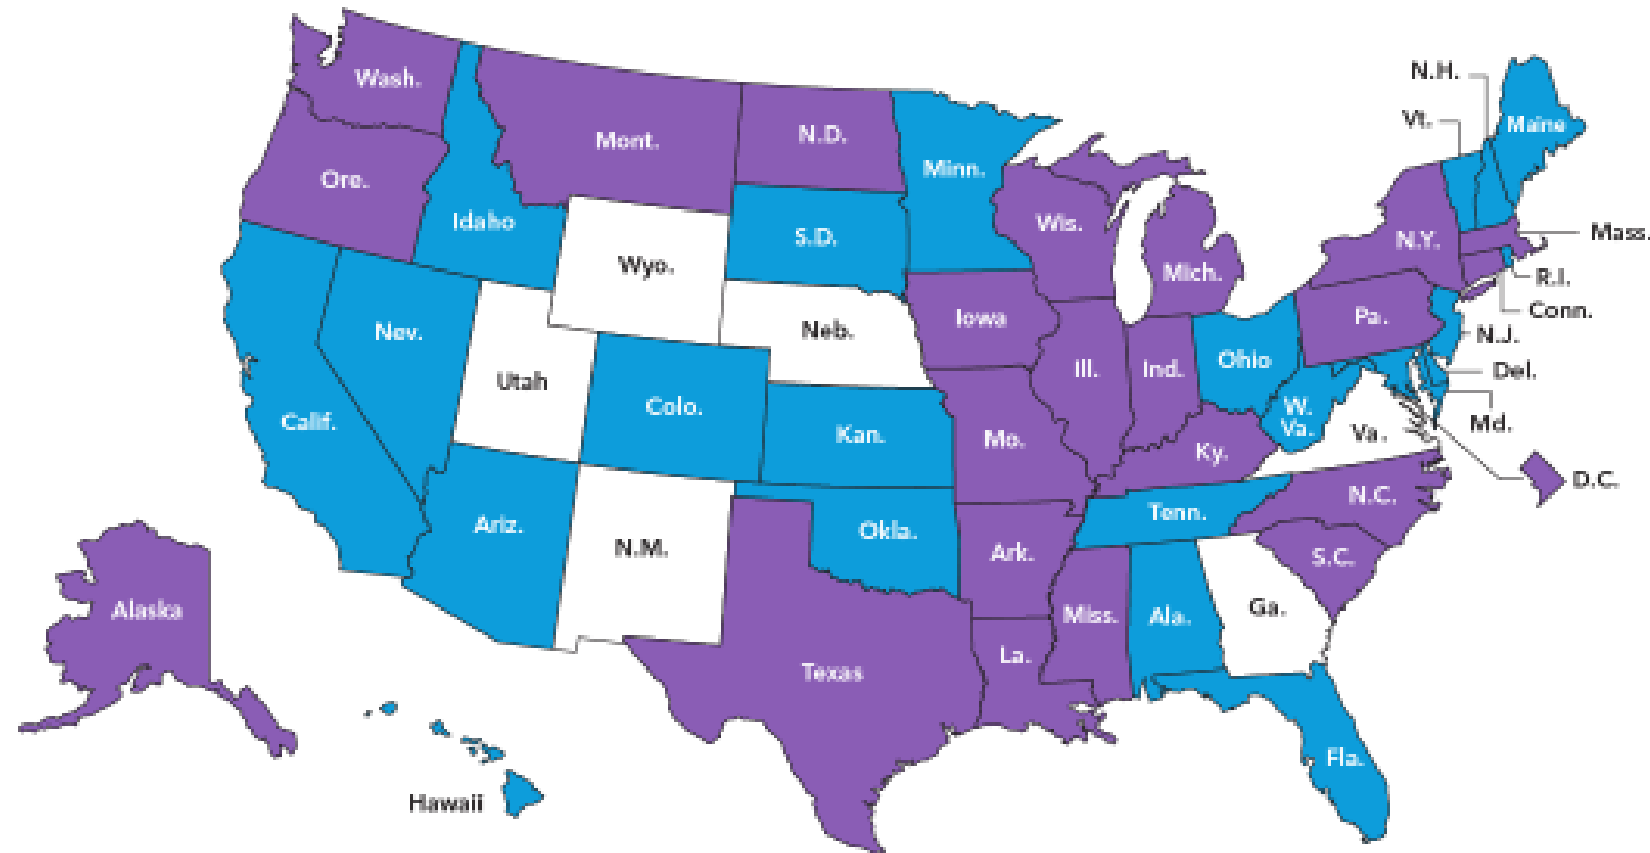 Wash.
Mont.
N.D.
Minn.
N.H.
Vt.
Maine
Ore.
Idaho
Wyo.
S.D.
Wis.
Mich.
N.Y.
Mass.
R.I.
Conn.
Nev.
Utah
Neb.
Iowa
Pa.
N.J.
Calif.
Colo.
Kan.
Ill.
Ind.
Ohio
Del.
Md.
W.
Va.
Va.
Mo.
Ky.
D.C.
Ariz.
N.M.
Okla.
Ark.
Tenn.
N.C.
S.C.
Alaska
Texas
La.
Miss.
Ala.
Ga.
Fla.
Hawaii